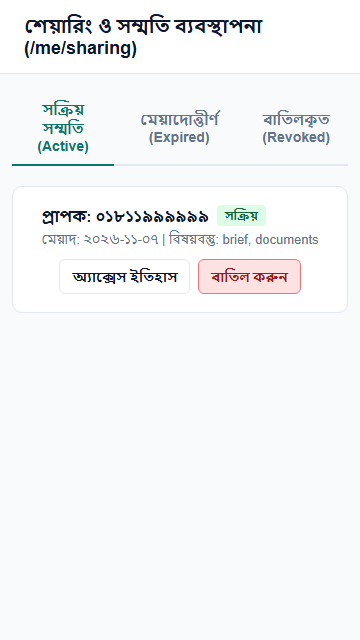 শেয়ারিং ও সম্মতি ব্যবস্থাপনা
(/me/sharing)
সক্রিয়
সম্মতি
(Active)
মেয়াদোত্তীর্ণ
(Expired)
বাতিলকৃত
(Revoked)
প্রাপক: ০১৮১১৯৯৯৯৯৯ সক্রিয়
মেয়াদ: ২০২৬-১১-০৭ | বিষয়বস্তু: brief, documents
অ্যাক্সেস ইতিহাস
বাতিল করুন